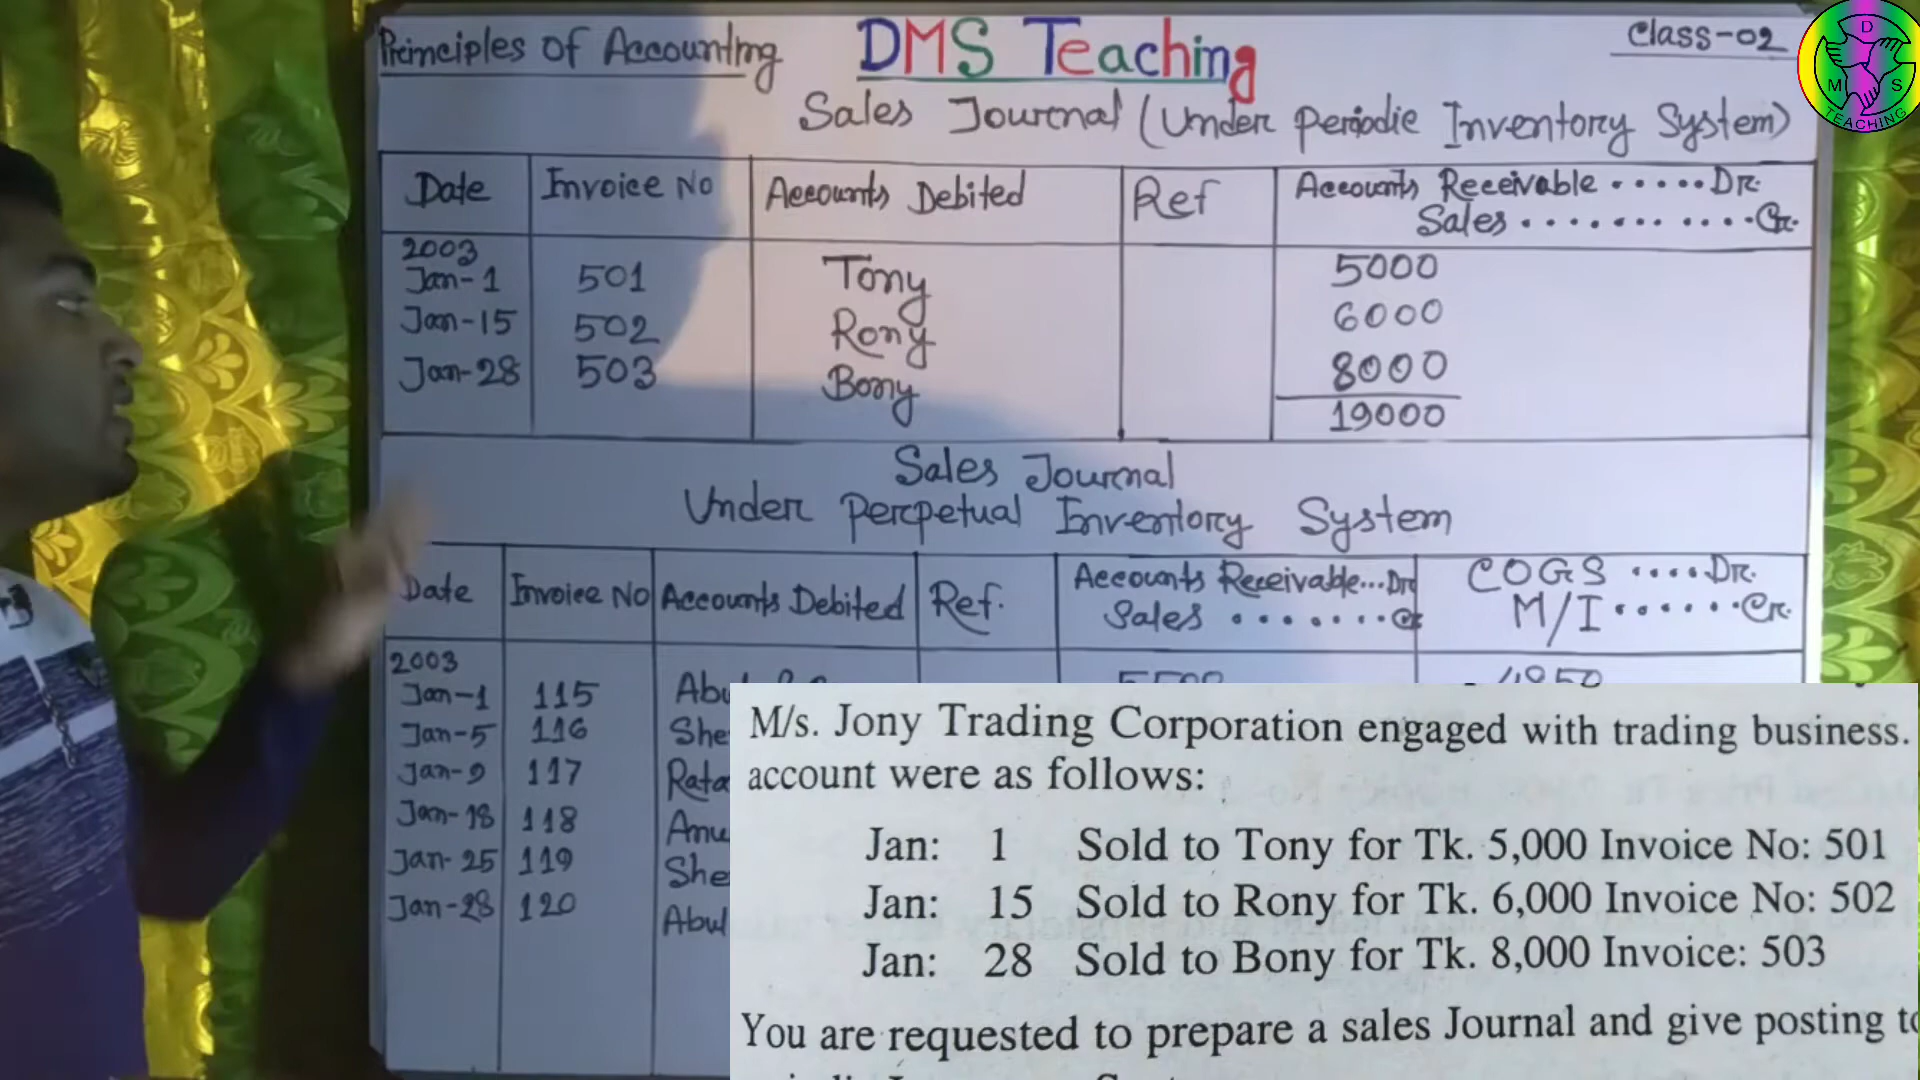 Principles of Accounting
DMS Teaching
Class-02
D
M S
TEACHING
Sales Journal (Under periodic Inventory System)
Date Invoice No Accounts Debited Ref Accounts Receivable ..... Dr.
Sales ........... Cr.
2003
Jan-1 501 Tony 5000
Jan-15 502 Rony 6000
Jan-28 503 Bony 8000
19000
Sales Journal
Under Perpetual Inventory System
Date Invoice No Accounts Debited Ref. Accounts Receivable...Dr COGS ....Dr.
Sales .......Cr M/I ......Cr.
2003
Jan-1 115
Jan-5 116
Jan-9 117
Jan-18 118
Jan-25 119
Jan-28 120
M/s. Jony Trading Corporation engaged with trading business.
account were as follows:
Jan: 1 Sold to Tony for Tk. 5,000 Invoice No: 501
Jan: 15 Sold to Rony for Tk. 6,000 Invoice No: 502
Jan: 28 Sold to Bony for Tk. 8,000 Invoice: 503
You are requested to prepare a sales Journal and give posting to